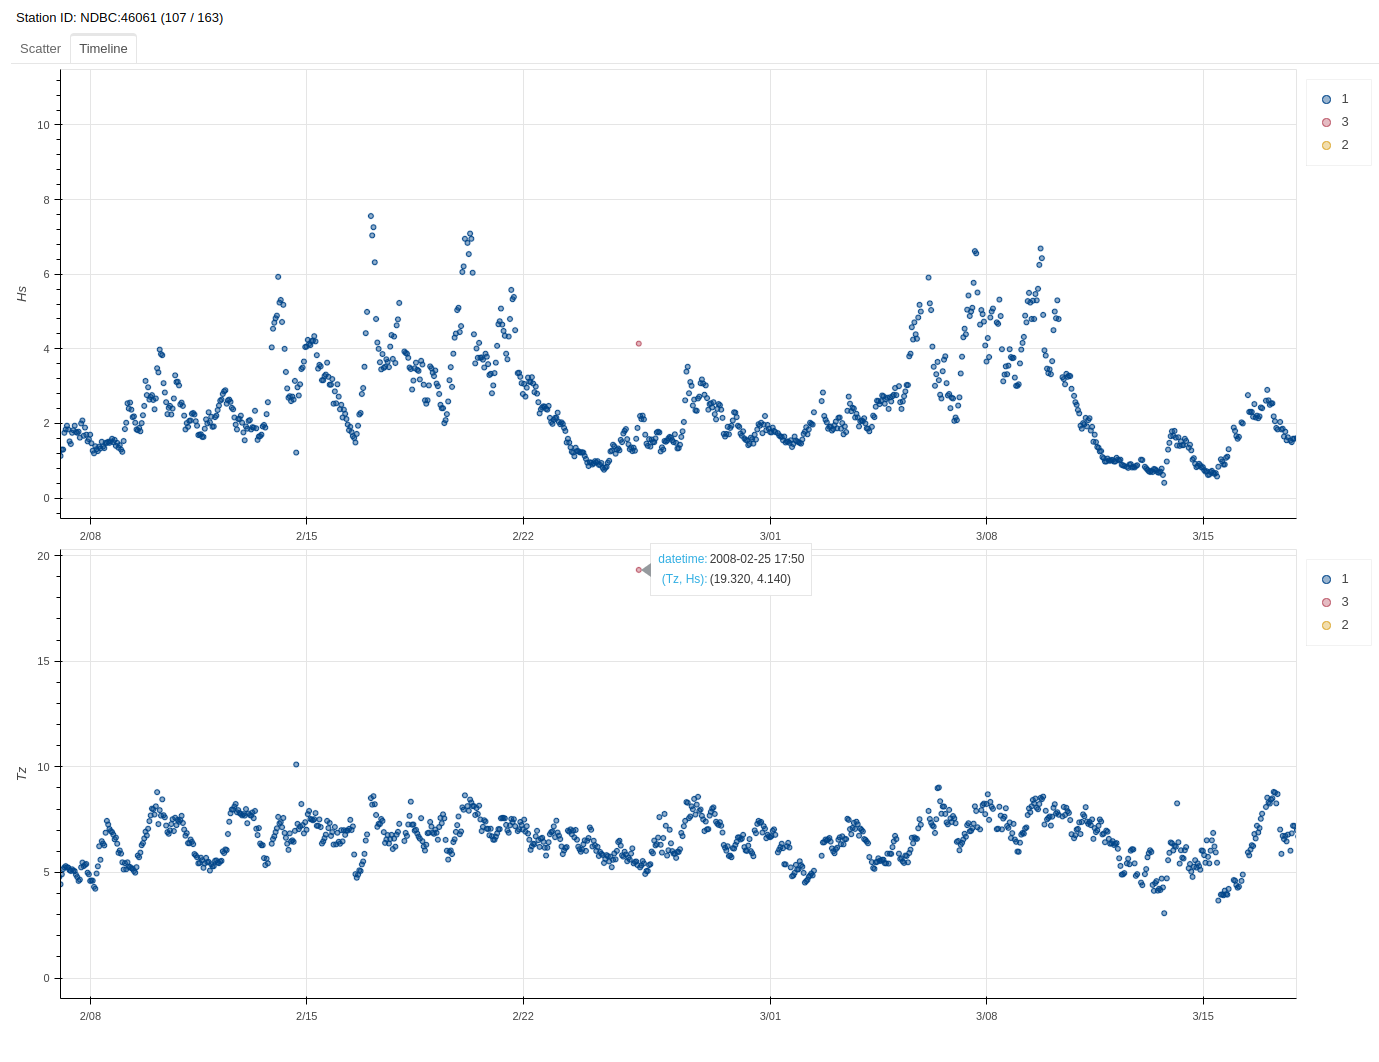 Station ID: NDBC:46061 (107 / 163)
Scatter Timeline
10
8
6
4
2
0
Hs
2/08 2/15 2/22 3/01 3/08 3/15
1
3
2
20
15
10
5
0
Tz
datetime: 2008-02-25 17:50
(Tz, Hs): (19.320, 4.140)
2/08 2/15 2/22 3/01 3/08 3/15
1
3
2